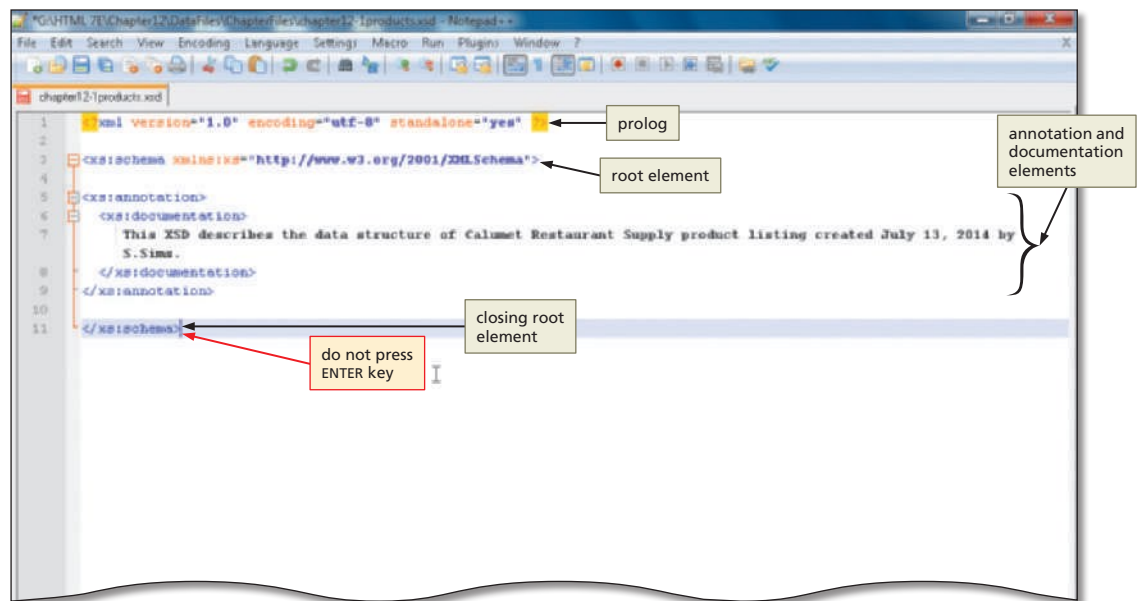 *G:\HTML 7E\Chapter12\DataFiles\ChapterFiles\chapter12-1products.xsd - Notepad++
File Edit Search View Encoding Language Settings Macro Run Plugins Window ? X
chapter12-1products.xsd
1 <?xml version="1.0" encoding="utf-8" standalone="yes" ?>
prolog
2
3 <xs:schema xmlns:xs="http://www.w3.org/2001/XMLSchema">
root element
annotation and
documentation
elements
4
5 <xs:annotation>
6 <xs:documentation>
7 This XSD describes the data structure of Calumet Restaurant Supply product listing created July 13, 2014 by
S.Sims.
8 </xs:documentation>
9 </xs:annotation>
10
11 </xs:schema>
closing root
element
do not press
ENTER key